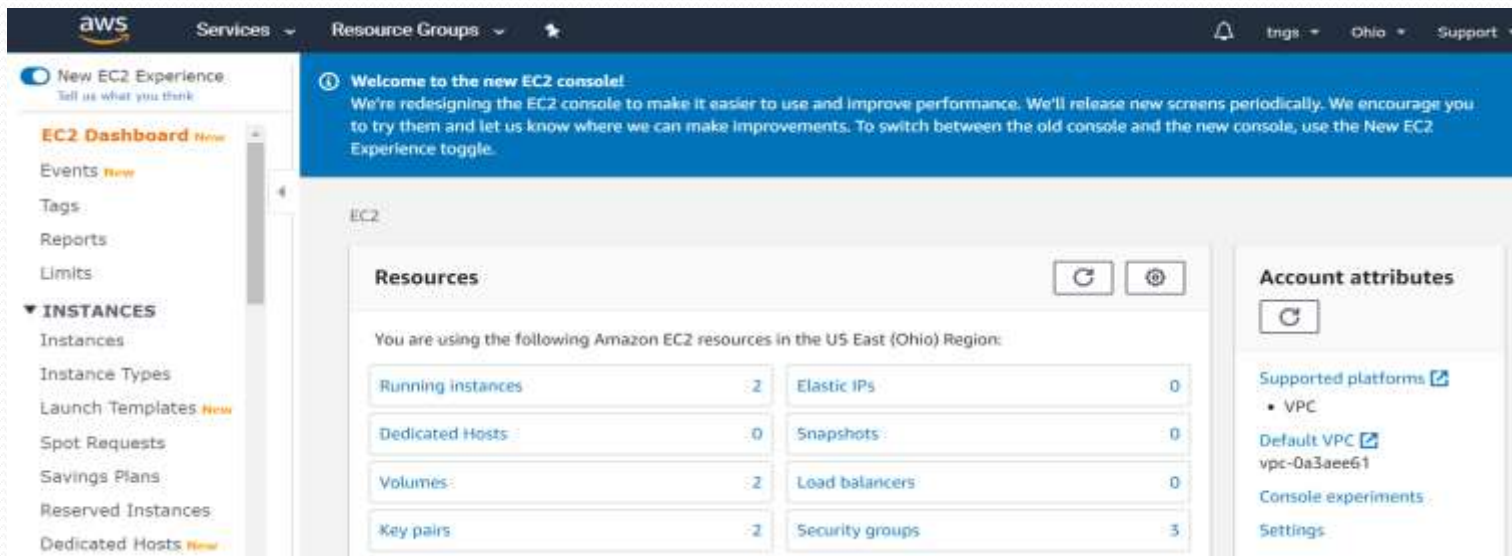 aws Services Resource Groups tngs Ohio Support
New EC2 Experience
Tell us what you think
EC2 Dashboard New
Events New
Tags
Reports
Limits
INSTANCES
Instances
Instance Types
Launch Templates New
Spot Requests
Savings Plans
Reserved Instances
Dedicated Hosts New
Welcome to the new EC2 console!
We're redesigning the EC2 console to make it easier to use and improve performance. We'll release new screens periodically. We encourage you
to try them and let us know where we can make improvements. To switch between the old console and the new console, use the New EC2
Experience toggle.
EC2
Resources
You are using the following Amazon EC2 resources in the US East (Ohio) Region:
Running instances 2 Elastic IPs 0
Dedicated Hosts 0 Snapshots 0
Volumes 2 Load balancers 0
Key pairs 2 Security groups 3
Account attributes
Supported platforms
• VPC
Default VPC
vpc-0a3aee61
Console experiments
Settings